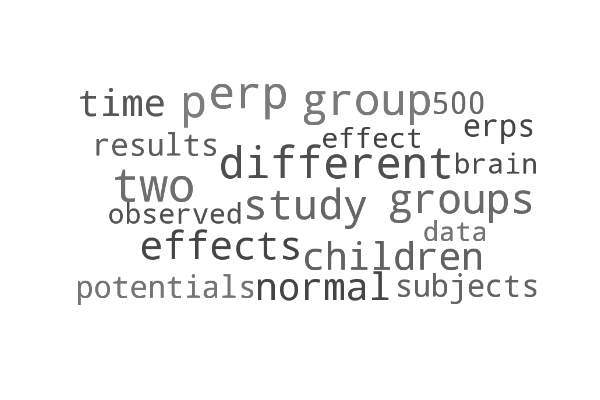 time p erp group 500
results effect erps
two different brain
observed study groups
effects children data
potentials normal subjects